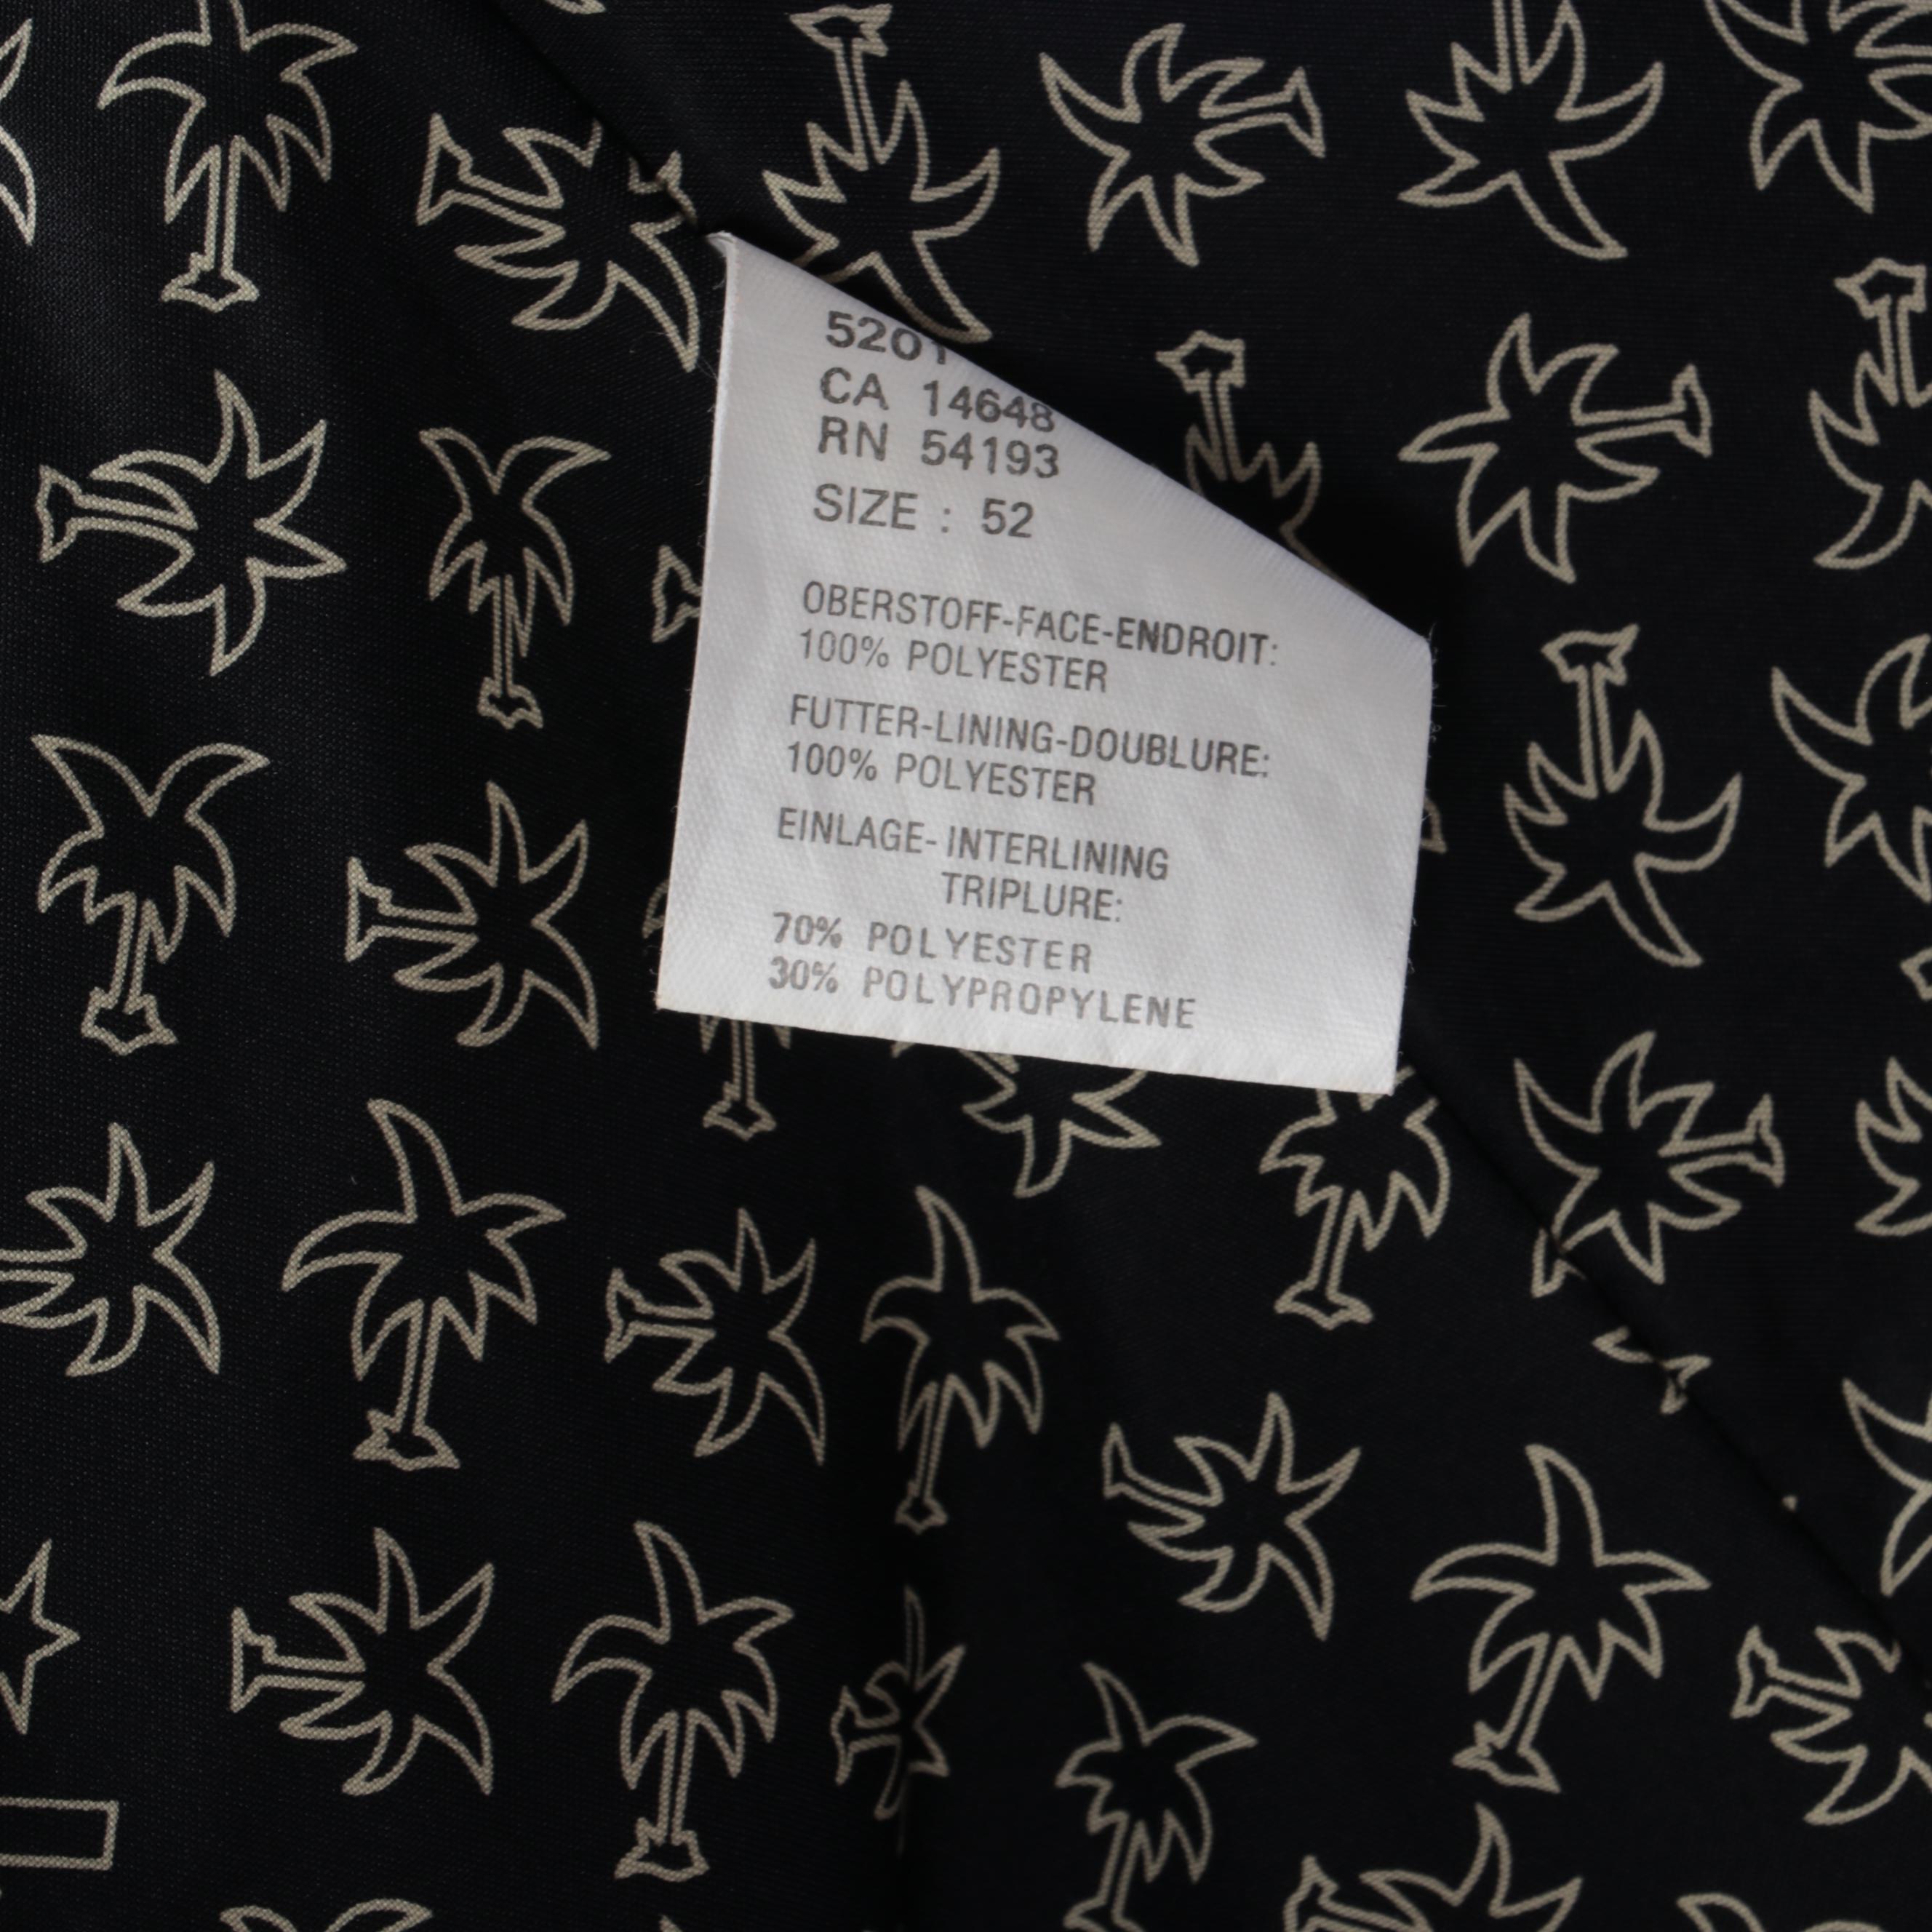 5201
CA 14648
RN 54193
SIZE : 52
OBERSTOFF-FACE-ENDROIT:
100% POLYESTER
FUTTER-LINING-DOUBLURE:
100% POLYESTER
EINLAGE- INTERLINING
TRIPLURE:
70% POLYESTER
30% POLYPROPYLENE